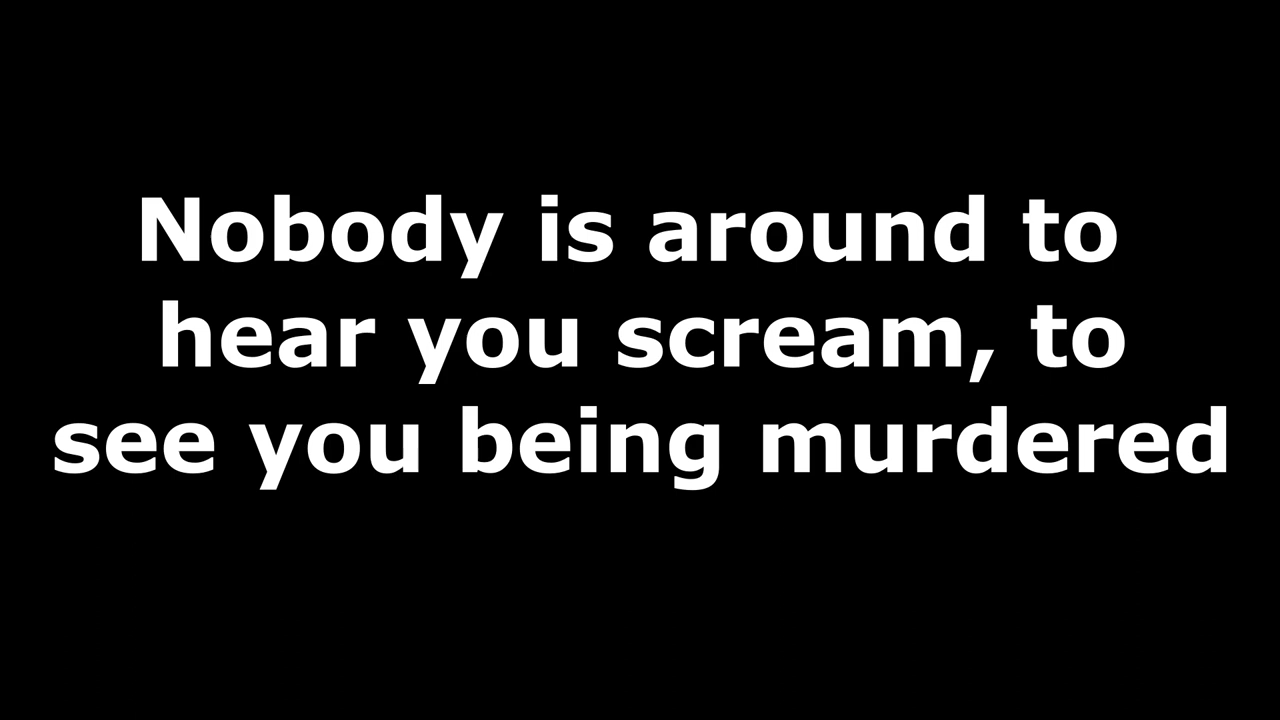 Nobody is around to
hear you scream, to
see you being murdered